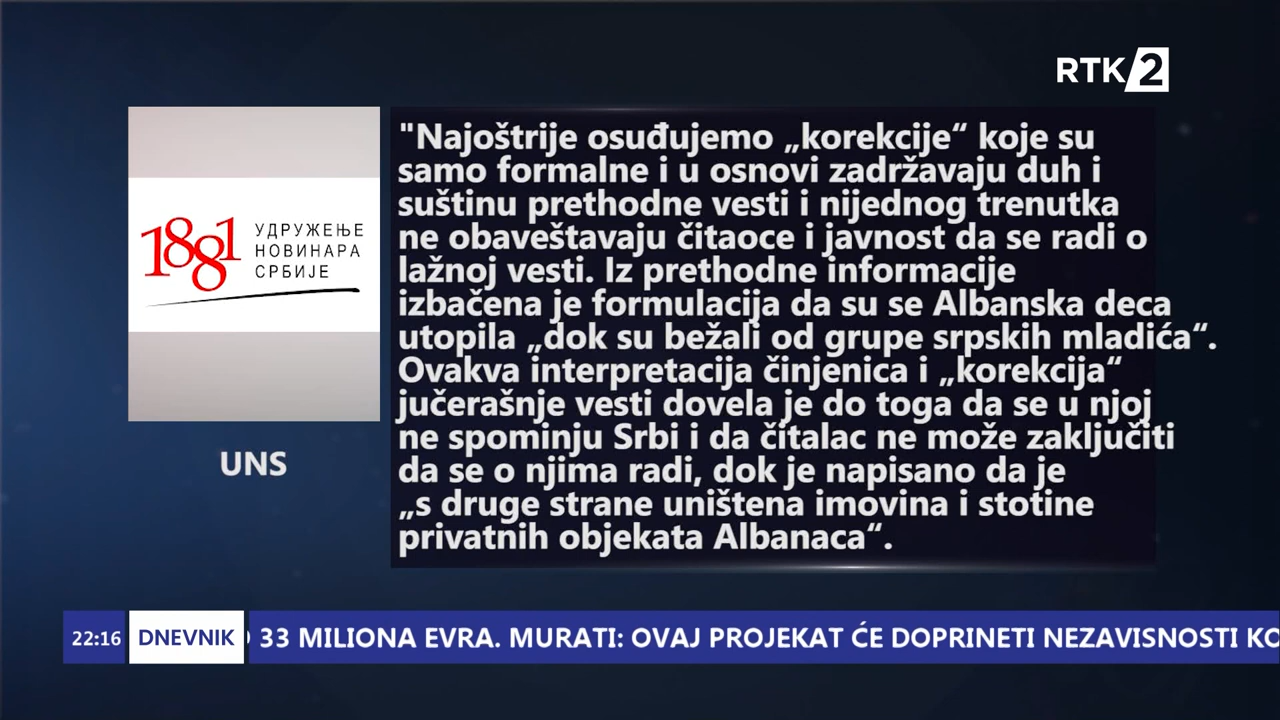 RTK 2
"Najoštrije osuđujemo „korekcije“ koje su
samo formalne i u osnovi zadržavaju duh i
suštinu prethodne vesti i nijednog trenutka
ne obaveštavaju čitaoce i javnost da se radi o
lažnoj vesti. Iz prethodne informacije
izbačena je formulacija da su se Albanska deca
utopila „dok su bežali od grupe srpskih mladića“.
Ovakva interpretacija činjenica i „korekcija“
jučerašnje vesti dovela je do toga da se u njoj
ne spominju Srbi i da čitalac ne može zaključiti
da se o njima radi, dok je napisano da je
„s druge strane uništena imovina i stotine
privatnih objekata Albanaca“.
1881
УДРУЖЕЊЕ
НОВИНАРА
СРБИЈЕ
UNS
22:16 DNEVNIK 33 MILIONA EVRA. MURATI: OVAJ PROJEKAT ĆE DOPRINETI NEZAVISNOSTI KO